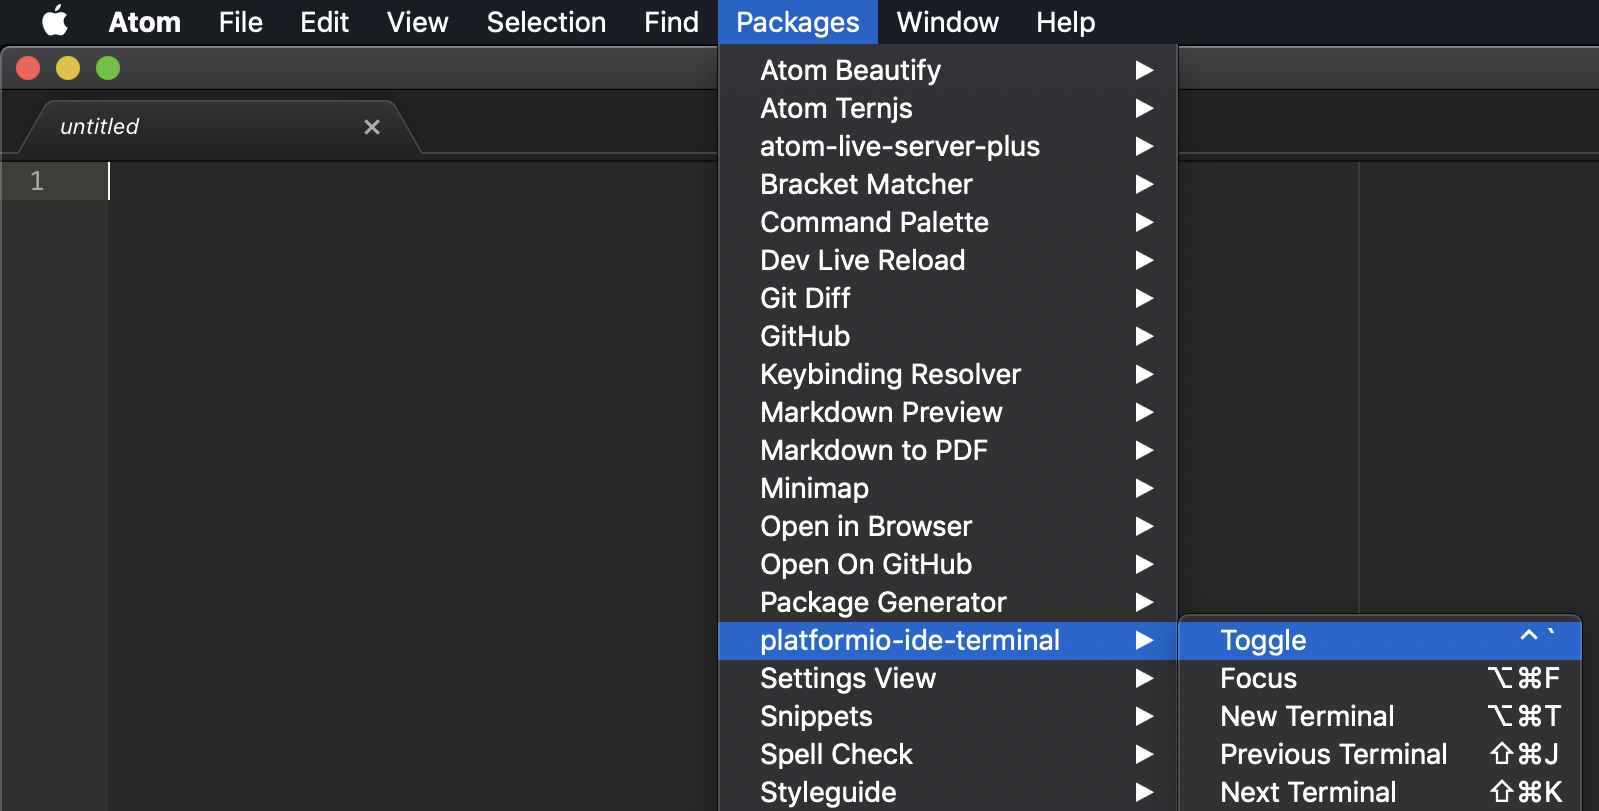 Atom File Edit View Selection Find Packages Window Help
untitled
1
Atom Beautify
Atom Ternjs
atom-live-server-plus
Bracket Matcher
Command Palette
Dev Live Reload
Git Diff
GitHub
Keybinding Resolver
Markdown Preview
Markdown to PDF
Minimap
Open in Browser
Open On GitHub
Package Generator
platformio-ide-terminal
Settings View
Snippets
Spell Check
Styleguide
Toggle ^`
Focus ⌥⌘F
New Terminal ⌥⌘T
Previous Terminal ⇧⌘J
Next Terminal ⇧⌘K